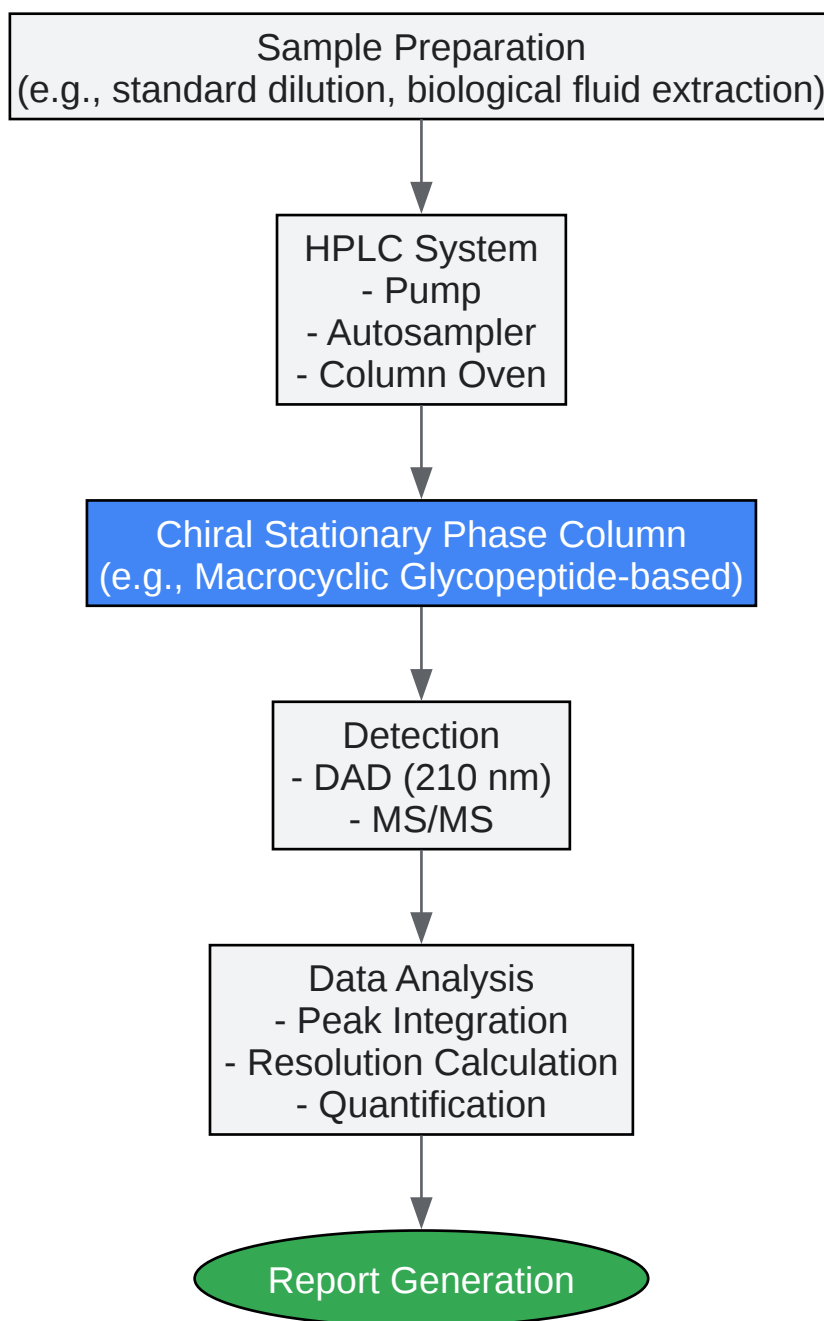 Sample Preparation
(e.g., standard dilution, biological fluid extraction)
HPLC System
- Pump
- Autosampler
- Column Oven
Chiral Stationary Phase Column
(e.g., Macrocyclic Glycopeptide-based)
Detection
- DAD (210 nm)
- MS/MS
Data Analysis
- Peak Integration
- Resolution Calculation
- Quantification
Report Generation